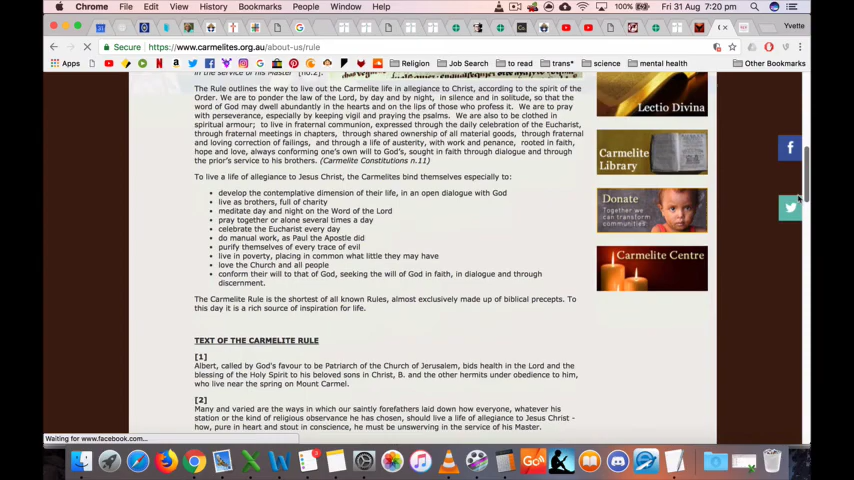 Chrome File Edit View History Bookmarks People Window Help
100% Fri 31 Aug 7:20 pm
Yvette
Secure https://www.carmelites.org.au/about-us/rule
Apps Religion Job Search to read trans* science mental health Other Bookmarks
in the service of his Master [no.2].
The Rule outlines the way to live out the Carmelite life in allegiance to Christ, according to the spirit of the
Order. We are to ponder the law of the Lord, by day and by night, in silence and in solitude, so that the
word of God may dwell abundantly in the hearts and on the lips of those who profess it. We are to pray
with perseverance, especially by keeping vigil and praying the psalms. We are also to be clothed in
spiritual armour; to live in fraternal communion, expressed through the daily celebration of the Eucharist,
through fraternal meetings in chapters, through shared ownership of all material goods, through fraternal
and loving correction of failings, and through a life of austerity, with work and penance, rooted in faith,
hope and love, always conforming one's own will to God's, sought in faith through dialogue and through
the prior's service to his brothers. (Carmelite Constitutions n.11)
To live a life of allegiance to Jesus Christ, the Carmelites bind themselves especially to:
• develop the contemplative dimension of their life, in an open dialogue with God
• live as brothers, full of charity
• meditate day and night on the Word of the Lord
• pray together or alone several times a day
• celebrate the Eucharist every day
• do manual work, as Paul the Apostle did
• purify themselves of every trace of evil
• live in poverty, placing in common what little they may have
• love the Church and all people
• conform their will to that of God, seeking the will of God in faith, in dialogue and through
discernment.
The Carmelite Rule is the shortest of all known Rules, almost exclusively made up of biblical precepts. To
this day it is a rich source of inspiration for life.
TEXT OF THE CARMELITE RULE
[1]
Albert, called by God's favour to be Patriarch of the Church of Jerusalem, bids health in the Lord and the
blessing of the Holy Spirit to his beloved sons in Christ, B. and the other hermits under obedience to him,
who live near the spring on Mount Carmel.
[2]
Many and varied are the ways in which our saintly forefathers laid down how everyone, whatever his
station or the kind of religious observance he has chosen, should live a life of allegiance to Jesus Christ -
how, pure in heart and stout in conscience, he must be unswerving in the service of his Master.
Lectio Divina
Carmelite
Library
Donate
Together we
can transform
communities
Carmelite Centre
Waiting for www.facebook.com...
Go!